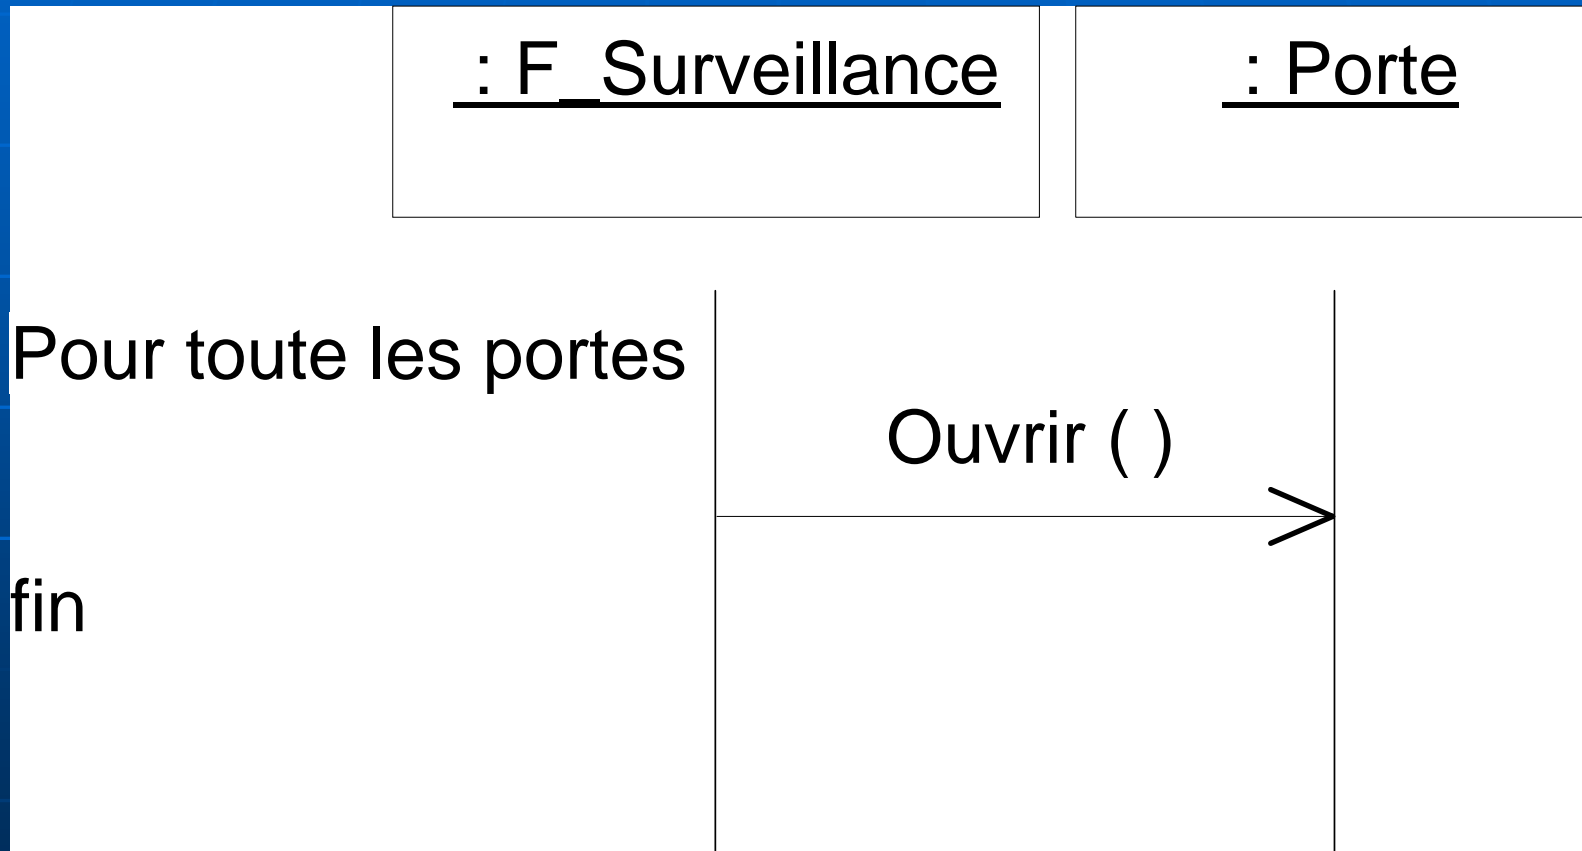 : F_Surveillance
: Porte
Pour toute les portes
Ouvrir ( )
fin